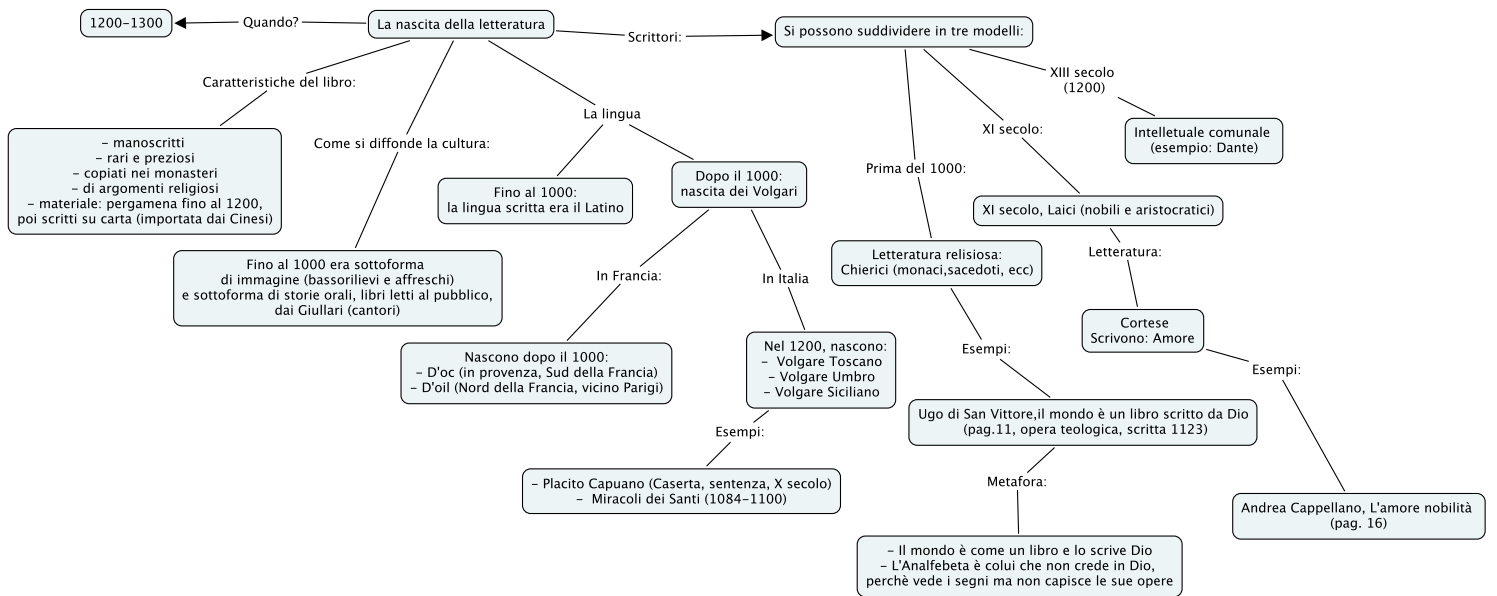 1200-1300
Quando?
La nascita della letteratura
Scrittori:
Si possono suddividere in tre modelli:
Caratteristiche del libro:
- manoscritti
- rari e preziosi
- copiati nei monasteri
- di argomenti religiosi
- materiale: pergamena fino al 1200,
poi scritti su carta (importata dai Cinesi)
Come si diffonde la cultura:
Fino al 1000 era sottoforma
di immagine (bassorilievi e affreschi)
e sottoforma di storie orali, libri letti al pubblico,
dai Giullari (cantori)
La lingua
Fino al 1000:
la lingua scritta era il Latino
Dopo il 1000:
nascita dei Volgari
In Francia:
Nascono dopo il 1000:
- D'oc (in provenza, Sud della Francia)
- D'oil (Nord della Francia, vicino Parigi)
In Italia
Nel 1200, nascono:
- Volgare Toscano
- Volgare Umbro
- Volgare Siciliano
Esempi:
- Placito Capuano (Caserta, sentenza, X secolo)
- Miracoli dei Santi (1084-1100)
Prima del 1000:
Letteratura relisiosa:
Chierici (monaci,sacedoti, ecc)
Esempi:
Ugo di San Vittore,il mondo è un libro scritto da Dio
(pag.11, opera teologica, scritta 1123)
Metafora:
- Il mondo è come un libro e lo scrive Dio
- L'Analfebeta è colui che non crede in Dio,
perchè vede i segni ma non capisce le sue opere
XI secolo:
XI secolo, Laici (nobili e aristocratici)
Letteratura:
Cortese
Scrivono: Amore
Esempi:
Andrea Cappellano, L'amore nobilità
(pag. 16)
XIII secolo
(1200)
Intelletuale comunale
(esempio: Dante)